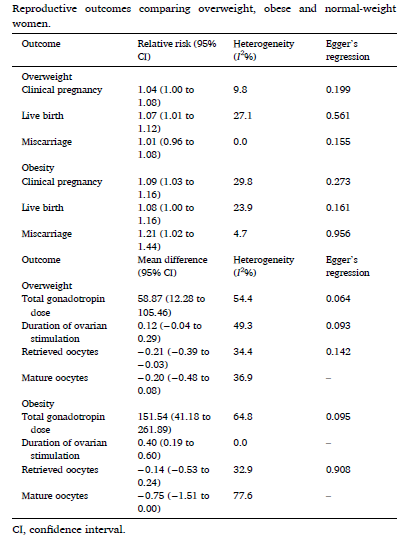 Reproductive outcomes comparing overweight, obese and normal-weight
women.
Outcome Relative risk (95% Heterogeneity Egger's
CI) (I²%) regression
Overweight
Clinical pregnancy 1.04 (1.00 to 9.8 0.199
1.08)
Live birth 1.07 (1.01 to 27.1 0.561
1.12)
Miscarriage 1.01 (0.96 to 0.0 0.155
1.08)
Obesity
Clinical pregnancy 1.09 (1.03 to 29.8 0.273
1.16)
Live birth 1.08 (1.00 to 23.9 0.161
1.16)
Miscarriage 1.21 (1.02 to 4.7 0.956
1.44)
Outcome Mean difference Heterogeneity Egger's
(95% CI) (I²%) regression
Overweight
Total gonadotropin 58.87 (12.28 to 54.4 0.064
dose 105.46)
Duration of ovarian 0.12 (−0.04 to 49.3 0.093
stimulation 0.29)
Retrieved oocytes −0.21 (−0.39 to 34.4 0.142
−0.03)
Mature oocytes −0.20 (−0.48 to 36.9 –
0.08)
Obesity
Total gonadotropin 151.54 (41.18 to 64.8 0.095
dose 261.89)
Duration of ovarian 0.40 (0.19 to 0.0 –
stimulation 0.60)
Retrieved oocytes −0.14 (−0.53 to 32.9 0.908
0.24)
Mature oocytes −0.75 (−1.51 to 77.6 –
0.00)
CI, confidence interval.